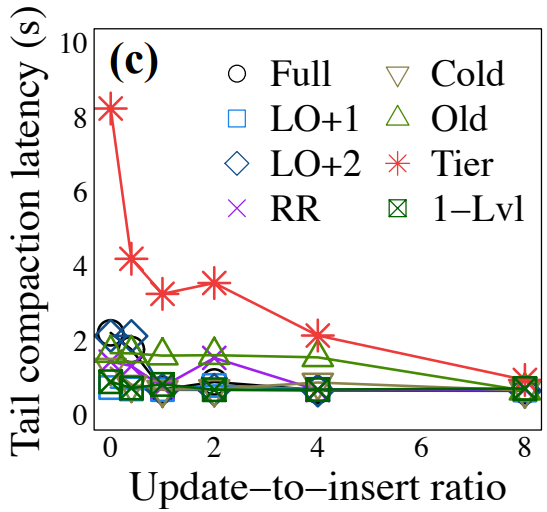 (c)
Full
LO+1
LO+2
RR
Cold
Old
Tier
1–Lvl
Tail compaction latency (s)
10
8
6
4
2
0
0
2
4
6
8
Update–to–insert ratio